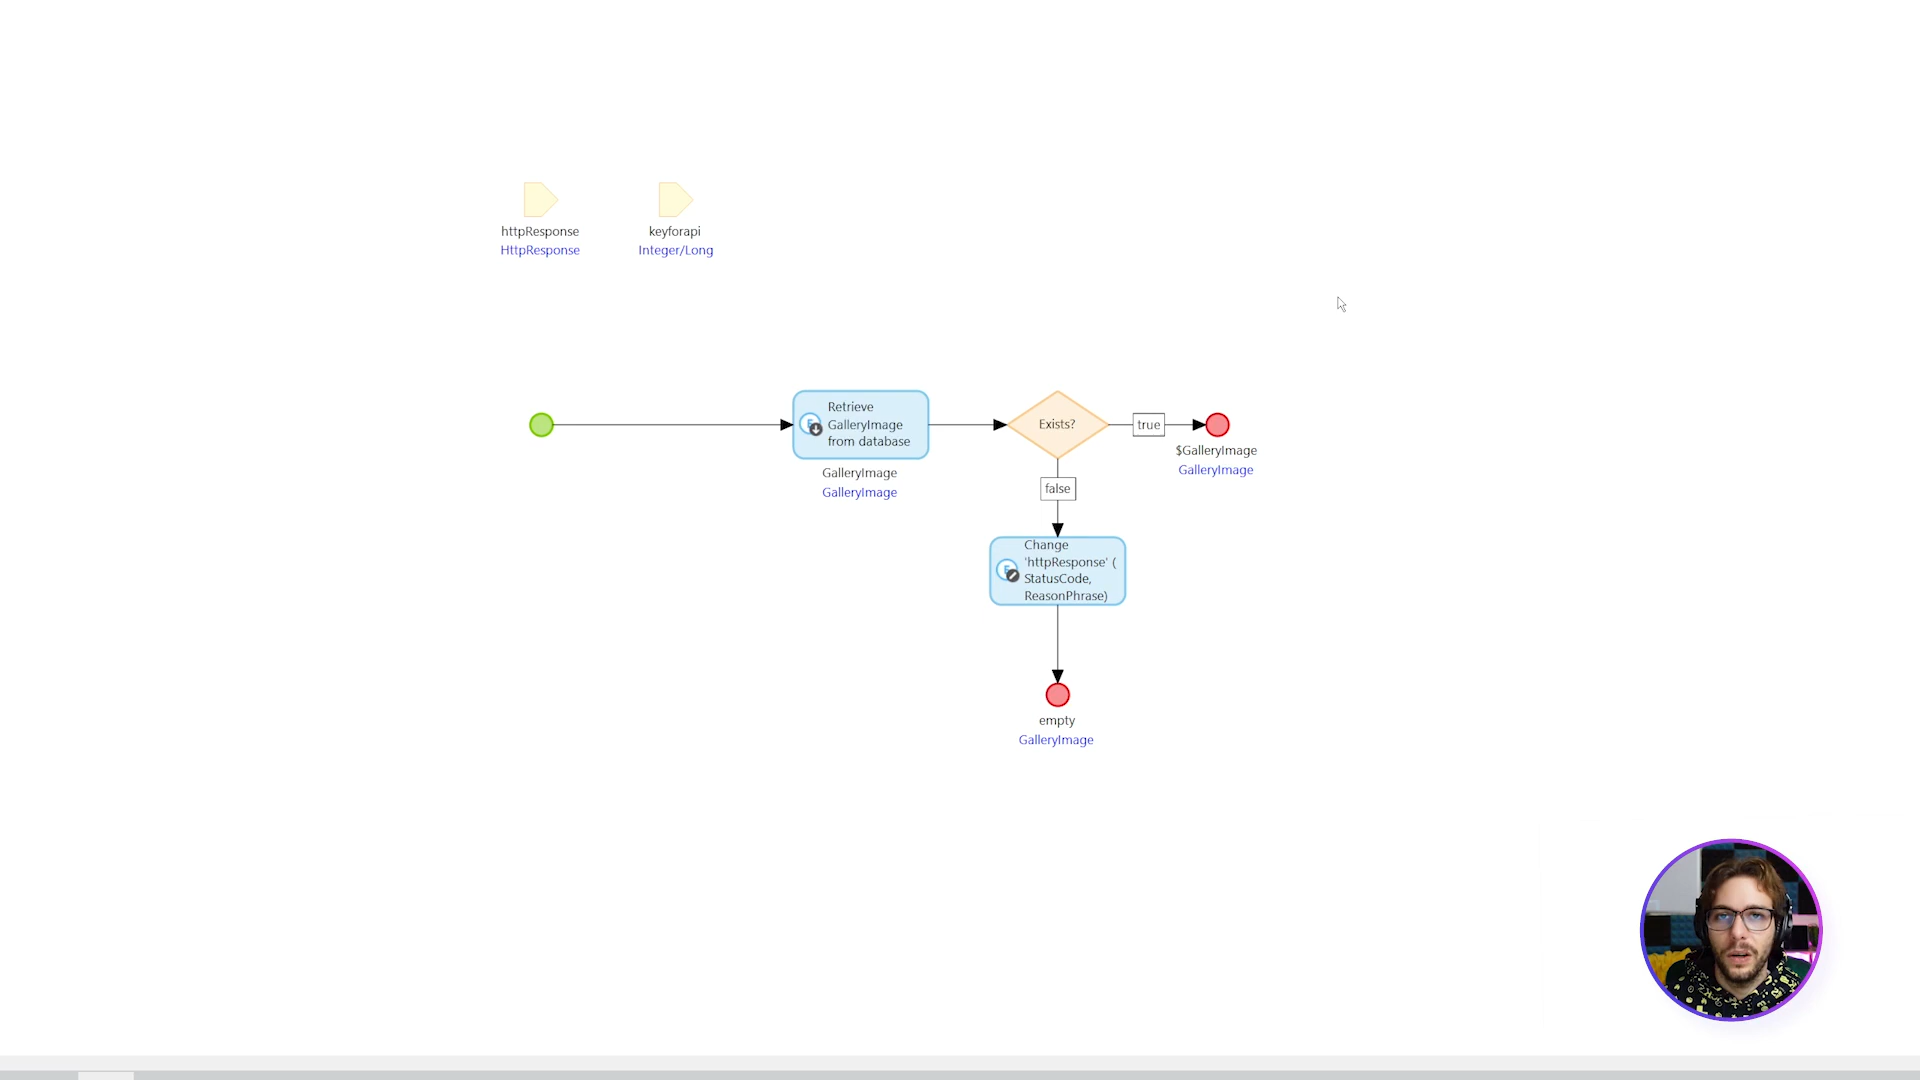 httpResponse
HttpResponse
keyforapi
Integer/Long
Retrieve
GalleryImage
from database
GalleryImage
GalleryImage
Exists?
true
$GalleryImage
GalleryImage
false
Change
'httpResponse' (
StatusCode,
ReasonPhrase)
empty
GalleryImage